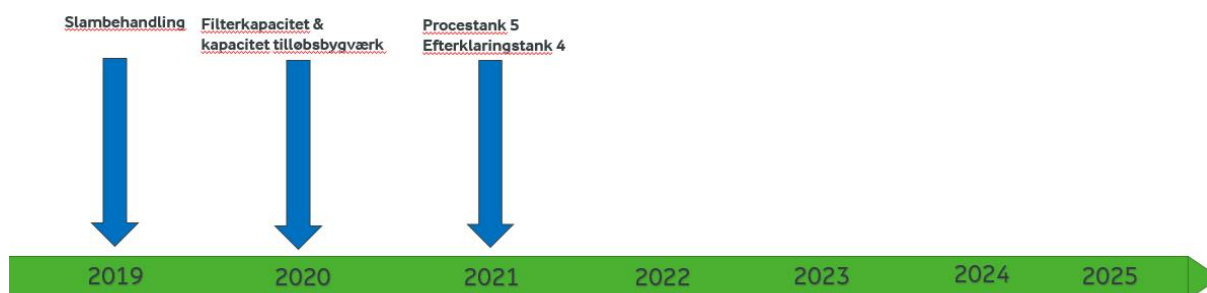 Slambehandling
Filterkapacitet &
kapacitet tilløbsbygværk
Procestank 5
Efterklaringstank 4
2019 2020 2021 2022 2023 2024 2025